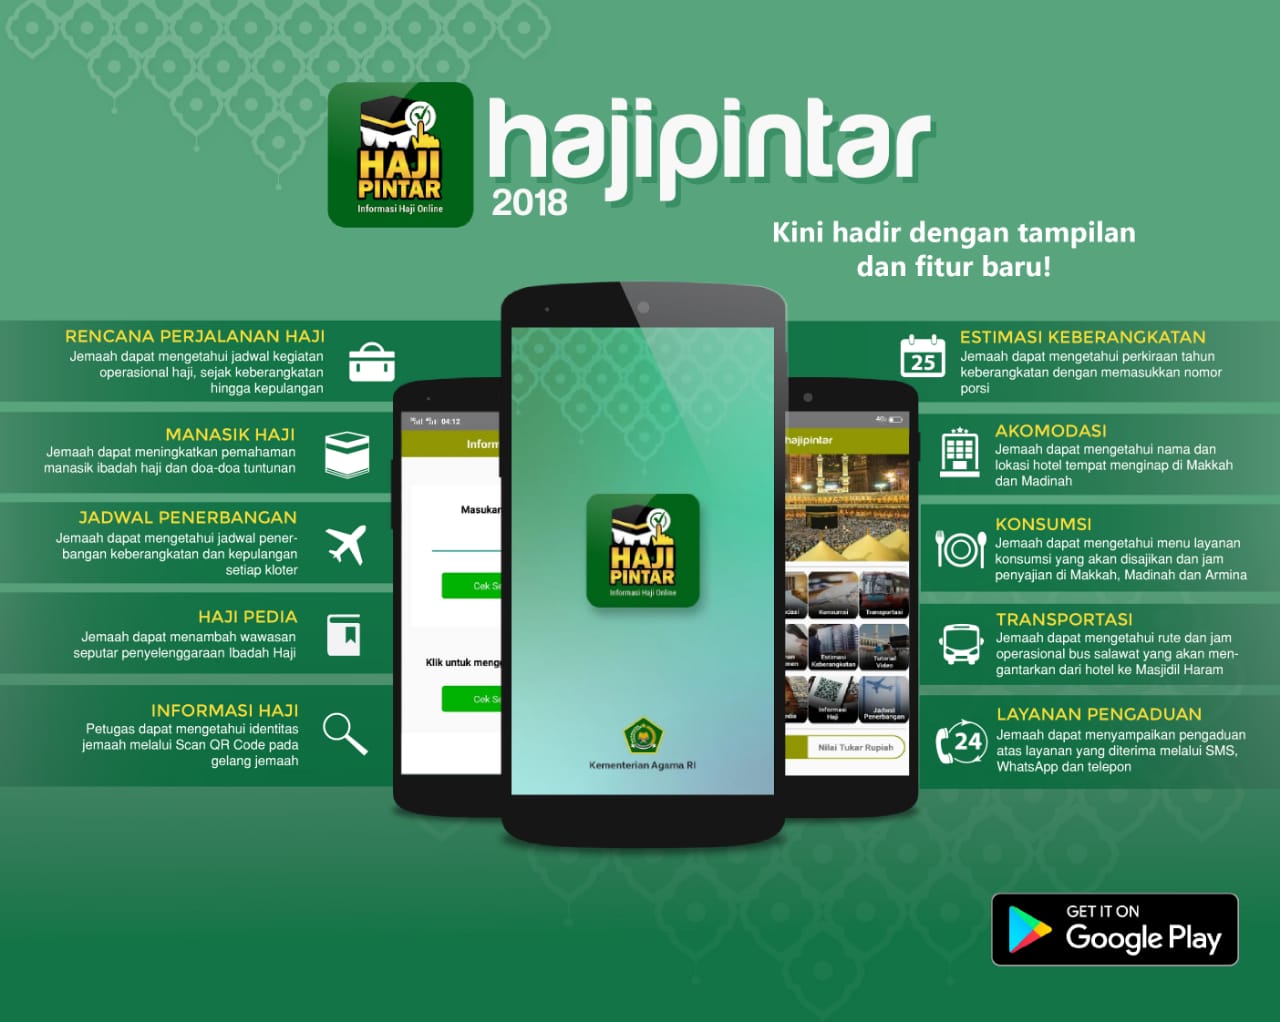 HAJI
PINTAR
Informasi Haji Online
hajipintar
2018
Kini hadir dengan tampilan
dan fitur baru!
RENCANA PERJALANAN HAJI
Jemaah dapat mengetahui jadwal kegiatan
operasional haji, sejak keberangkatan
hingga kepulangan
MANASIK HAJI
Jemaah dapat meningkatkan pemahaman
manasik ibadah haji dan doa-doa tuntunan
JADWAL PENERBANGAN
Jemaah dapat mengetahui jadwal pener-
bangan keberangkatan dan kepulangan
setiap kloter
HAJI PEDIA
Jemaah dapat menambah wawasan
seputar penyelenggaraan Ibadah Haji
INFORMASI HAJI
Petugas dapat mengetahui identitas
jemaah melalui Scan QR Code pada
gelang jemaah
04:12
Inform
Masukan
Cek Se
Klik untuk mengg
Cek Se
HAJI
PINTAR
Informasi Haji Online
Kementerian Agama RI
4G
hajipintar
Konsumsi
Transportasi
Estimasi
Keberangkatan
Tutorial
Video
Informasi
Haji
Jadwal
Penerbangan
Nilai Tukar Rupiah
25
ESTIMASI KEBERANGKATAN
Jemaah dapat mengetahui perkiraan tahun
keberangkatan dengan memasukkan nomor
porsi
AKOMODASI
Jemaah dapat mengetahui nama dan
lokasi hotel tempat menginap di Makkah
dan Madinah
KONSUMSI
Jemaah dapat mengetahui menu layanan
konsumsi yang akan disajikan dan jam
penyajian di Makkah, Madinah dan Armina
TRANSPORTASI
Jemaah dapat mengetahui rute dan jam
operasional bus salawat yang akan men-
gantarkan dari hotel ke Masjidil Haram
24
LAYANAN PENGADUAN
Jemaah dapat menyampaikan pengaduan
atas layanan yang diterima melalui SMS,
WhatsApp dan telepon
GET IT ON
Google Play